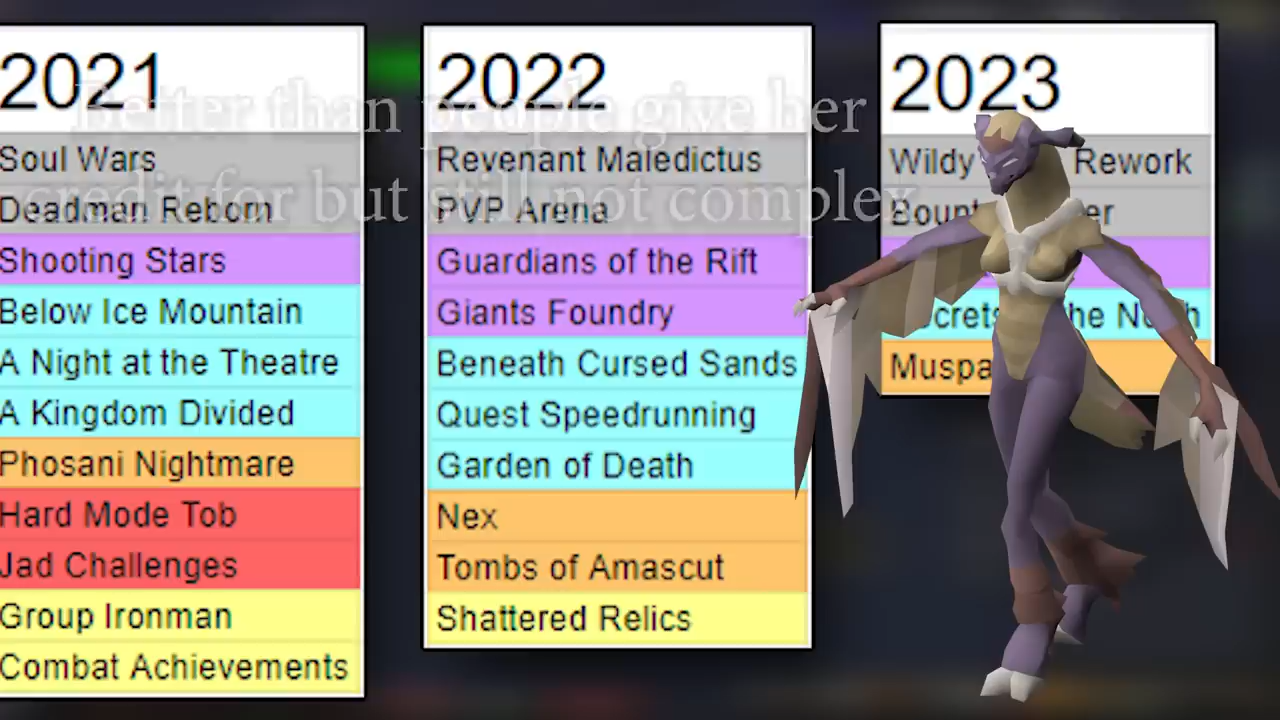 2021
Soul Wars
Deadman Reborn
Shooting Stars
Below Ice Mountain
A Night at the Theatre
A Kingdom Divided
Phosani Nightmare
Hard Mode Tob
Jad Challenges
Group Ironman
Combat Achievements
2022
Revenant Maledictus
PVP Arena
Guardians of the Rift
Giants Foundry
Beneath Cursed Sands
Quest Speedrunning
Garden of Death
Nex
Tombs of Amascut
Shattered Relics
2023
Wildy Rework
Muspa
Better than people give her
credit for but still not complex